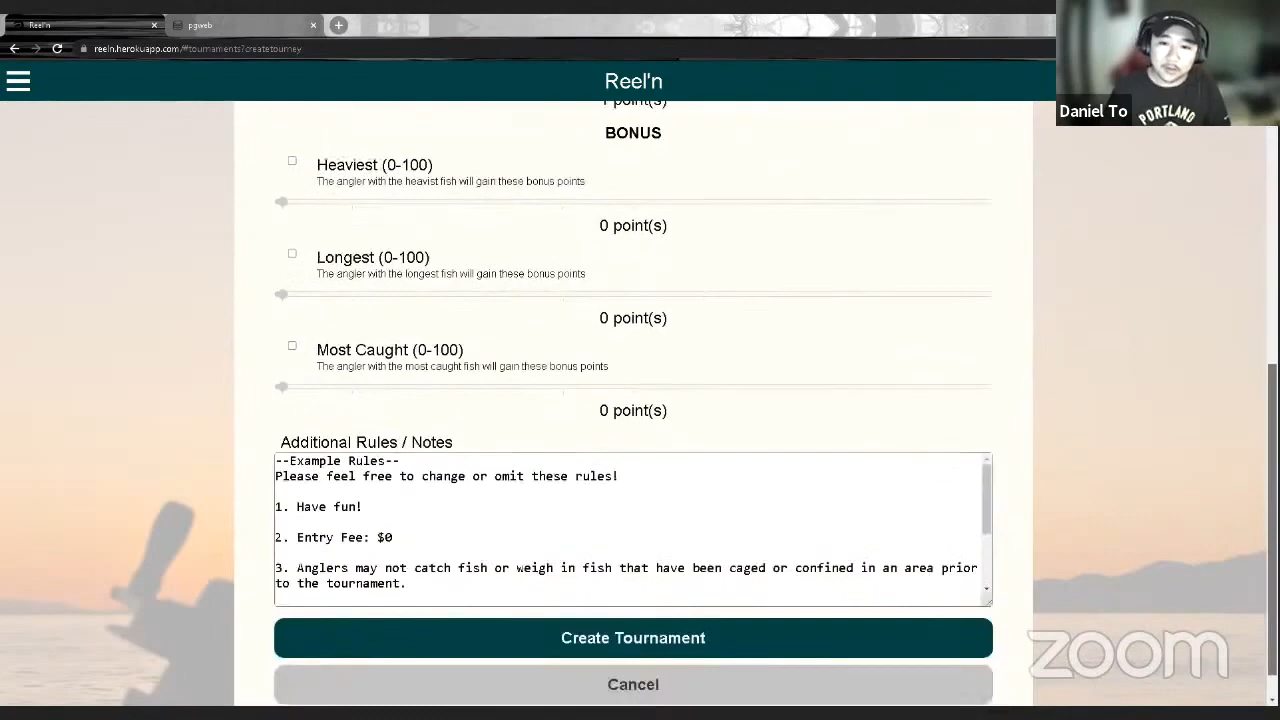 Reel'n
pgweb
reeln.herokuapp.com/#tournaments?createtourney
Reel'n
Daniel To
PORTLAND
1 point(s)
BONUS
Heaviest (0-100)
The angler with the heavist fish will gain these bonus points
0 point(s)
Longest (0-100)
The angler with the longest fish will gain these bonus points
0 point(s)
Most Caught (0-100)
The angler with the most caught fish will gain these bonus points
0 point(s)
Additional Rules / Notes
--Example Rules--
Please feel free to change or omit these rules!
1. Have fun!
2. Entry Fee: $0
3. Anglers may not catch fish or weigh in fish that have been caged or confined in an area prior
to the tournament.
Create Tournament
Cancel
zoom